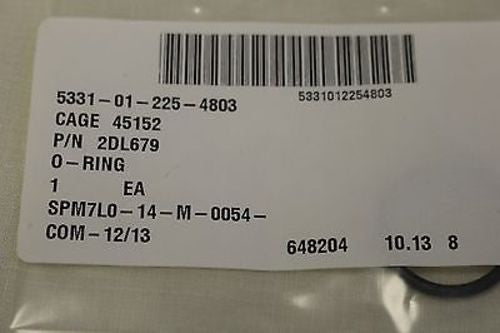 5331012254803
5331-01-225-4803
CAGE 45152
P/N 2DL679
O-RING
1 EA
SPM7L0-14-M-0054-
COM-12/13
648204 10.13 8